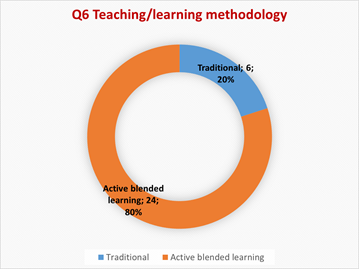 Q6 Teaching/learning methodology
Traditional; 6;
20%
Active blended
learning; 24;
80%
Traditional
Active blended learning